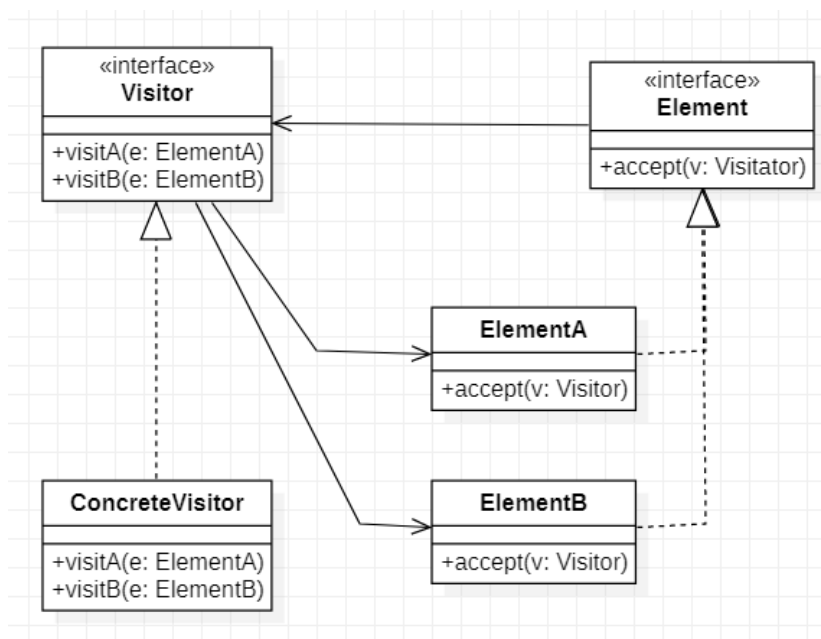 «interface»
Visitor
+visitA(e: ElementA)
+visitB(e: ElementB)
«interface»
Element
+accept(v: Visitator)
ElementA
+accept(v: Visitor)
ConcreteVisitor
+visitA(e: ElementA)
+visitB(e: ElementB)
ElementB
+accept(v: Visitor)